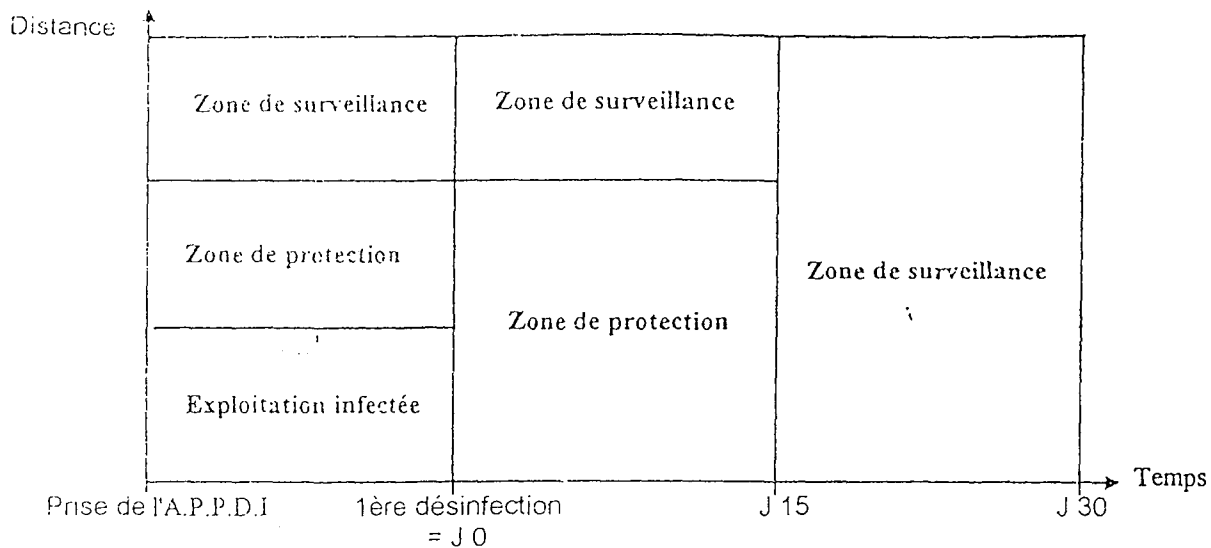 Distance
Zone de surveillance
Zone de surveillance
Zone de protection
Zone de surveillance
Zone de protection
Exploitation infectée
Temps
Prise de l'A.P.P.D.I
1ère désinfection
= J 0
J 15
J 30